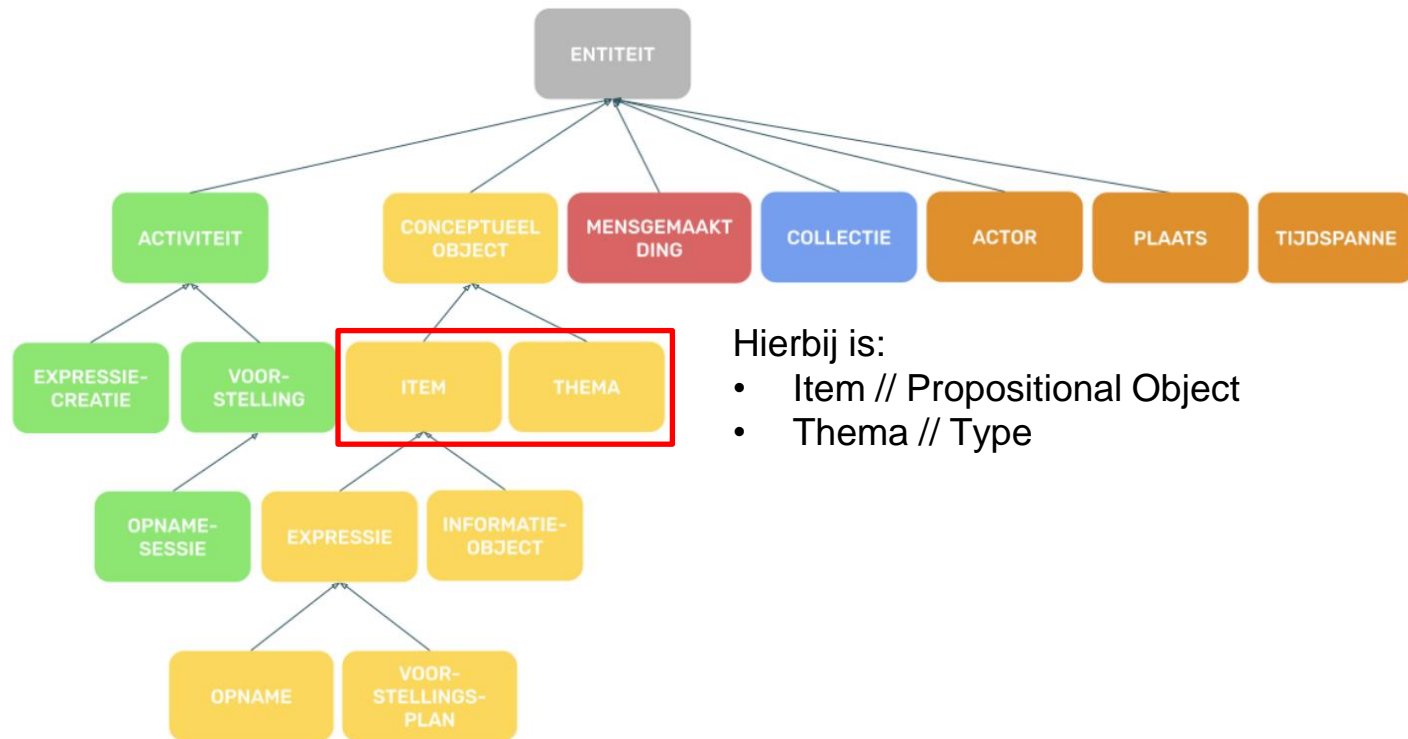 ENTITEIT
ACTIVITEIT
CONCEPTUEEL
OBJECT
MENSGEMAAKT
DING
COLLECTIE
ACTOR
PLAATS
TIJDSPANNE
EXPRESSIE-
CREATIE
VOOR-
STELLING
ITEM
THEMA
Hierbij is:
• Item // Propositional Object
• Thema // Type
OPNAME-
SESSIE
EXPRESSIE
INFORMATIE-
OBJECT
OPNAME
VOOR-
STELLINGS-
PLAN